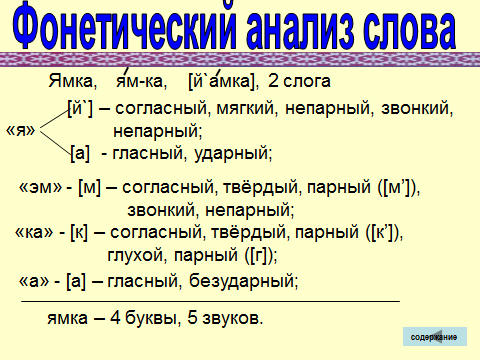 Фонетический анализ слова
Ямка, я́м-ка, [й`а́мка], 2 слога
[й`] – согласный, мягкий, непарный, звонкий,
«я»
непарный;
[а] - гласный, ударный;
«эм» - [м] – согласный, твёрдый, парный ([м’]),
звонкий, непарный;
«ка» - [к] – согласный, твёрдый, парный ([к’]),
глухой, парный ([г]);
«а» - [а] – гласный, безударный;
ямка – 4 буквы, 5 звуков.
содержание